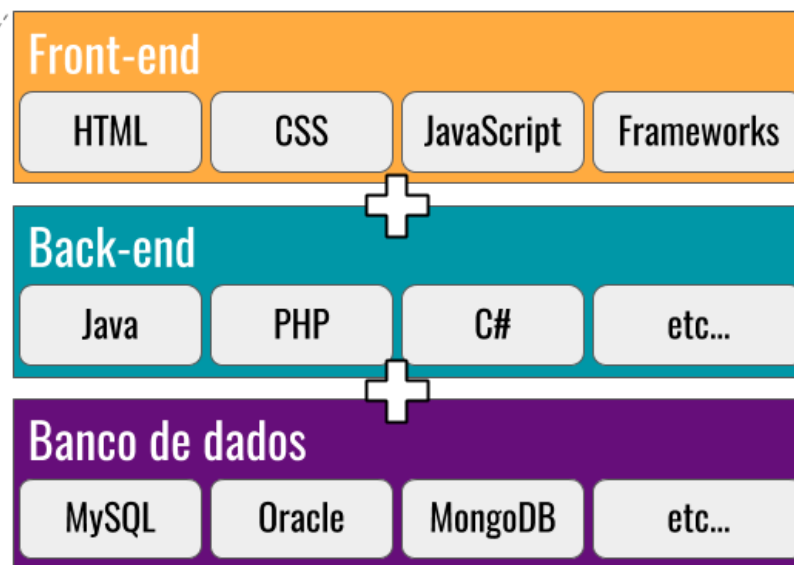 Front-end
HTML CSS JavaScript Frameworks
Back-end
Java PHP C# etc...
Banco de dados
MySQL Oracle MongoDB etc...